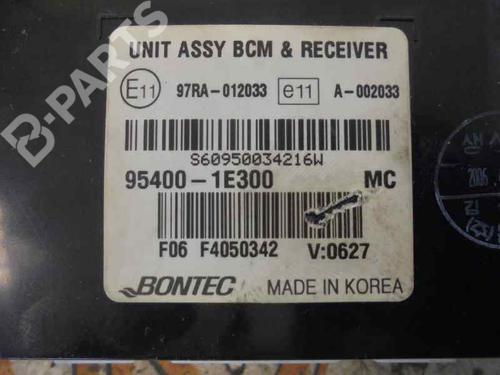 B-PARTS
UNIT ASSY BCM & RECEIVER
E11 97RA-012033 e11 A-002033
S60950034216W
95400-1E300 MC
F06 F4050342 V:0627
BONTEC MADE IN KOREA